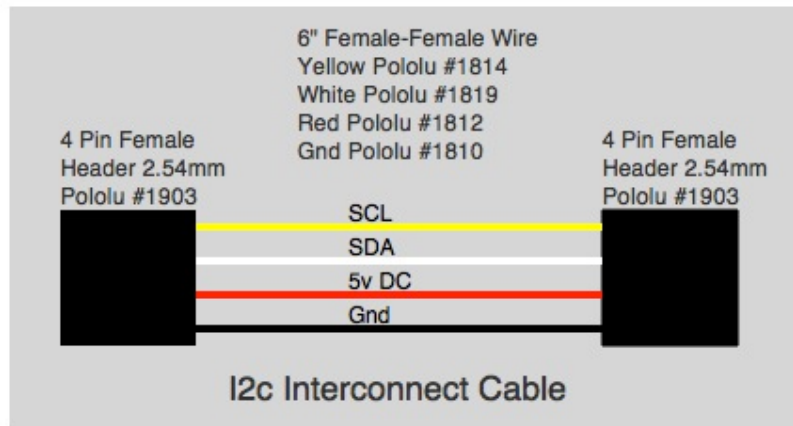 6" Female-Female Wire
Yellow Pololu #1814
White Pololu #1819
Red Pololu #1812
Gnd Pololu #1810
4 Pin Female
Header 2.54mm
Pololu #1903
4 Pin Female
Header 2.54mm
Pololu #1903
SCL
SDA
5v DC
Gnd
I2c Interconnect Cable